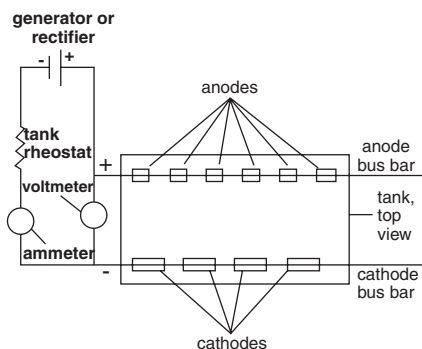 generator or
rectifier
- +
anodes
tank
rheostat
anode
bus bar
+
voltmeter
tank,
top
view
ammeter
-
cathode
bus bar
cathodes